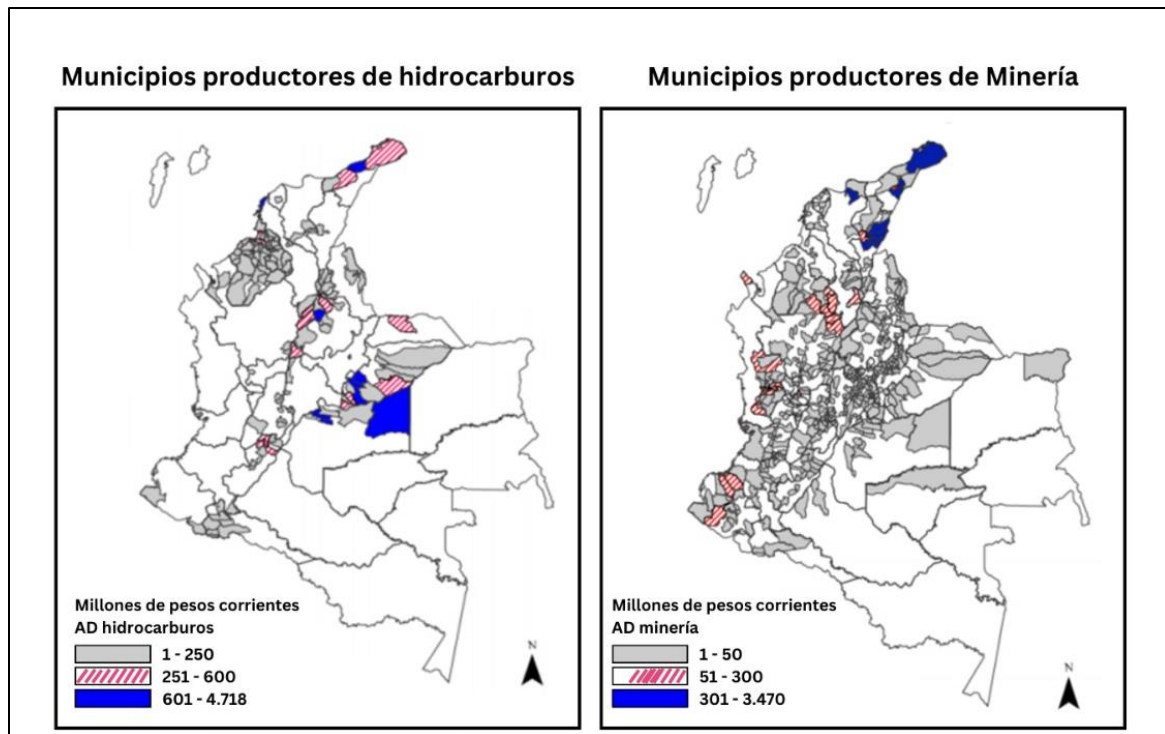 Municipios productores de hidrocarburos
Millones de pesos corrientes
AD hidrocarburos
1 - 250
251 - 600
601 - 4.718
N
Municipios productores de Minería
Millones de pesos corrientes
AD minería
1 - 50
51 - 300
301 - 3.470
N